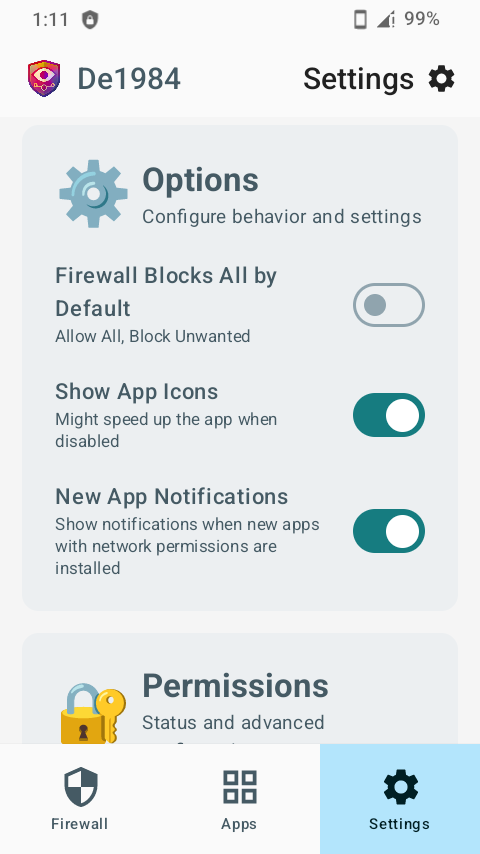 1:11
99%
De1984
Settings
Options
Configure behavior and settings
Firewall Blocks All by
Default
Allow All, Block Unwanted
Show App Icons
Might speed up the app when
disabled
New App Notifications
Show notifications when new apps
with network permissions are
installed
Permissions
Status and advanced
Firewall
Apps
Settings